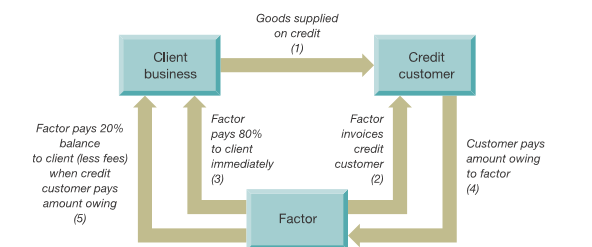 Goods supplied
on credit
(1)
Client
business
Credit
customer
Factor pays 20%
balance
to client (less fees)
when credit
customer pays
amount owing
(5)
Factor
pays 80%
to client
immediately
(3)
Factor
invoices
credit
customer
(2)
Customer pays
amount owing
to factor
(4)
Factor